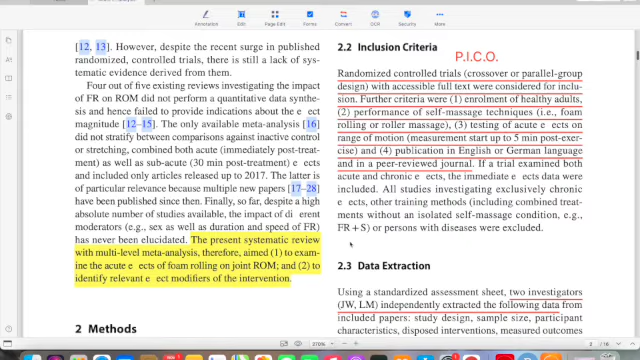 Annotation
Edit
Page Edit
Forms
Convert
OCR
Security
More
[12, 13]. However, despite the recent surge in published
randomized, controlled trials, there is still a lack of sys-
tematic evidence derived from them.
Four out of five existing reviews investigating the impact
of FR on ROM did not perform a quantitative data synthe-
sis and hence failed to provide indications about the e ect
magnitude [12–15]. The only available meta-analysis [16]
did not stratify between comparisons against inactive control
or stretching, combined both acute (immediately post-treat-
ment) as well as sub-acute (30 min post-treatment) e ects
and included only articles released up to 2017. The latter is
of particular relevance because multiple new papers [17–28]
have been published since then. Finally, so far, despite a high
absolute number of studies available, the impact of di erent
moderators (e.g., sex as well as duration and speed of FR)
has never been elucidated. The present systematic review
with multi-level meta-analysis, therefore, aimed (1) to exam-
ine the acute e ects of foam rolling on joint ROM, and (2) to
identify relevant e ect modifiers of the intervention.
2 Methods
2.2 Inclusion Criteria
P.I.C.O.
Randomized controlled trials (crossover or parallel-group
design) with accessible full text were considered for inclu-
sion. Further criteria were (1) enrolment of healthy adults,
(2) performance of self-massage techniques (i.e., foam
rolling or roller massage), (3) testing of acute e ects on
range of motion (measurement start up to 5 min post-exer-
cise) and (4) publication in English or German language
and in a peer-reviewed journal. If a trial examined both
acute and chronic e ects, the immediate e ects data were
included. All studies investigating exclusively chronic
e ects, other training methods (including combined treat-
ments without an isolated self-massage condition, e.g.,
FR + S) or persons with diseases were excluded.
2.3 Data Extraction
Using a standardized assessment sheet, two investigators
(JW, LM) independently extracted the following data from
included papers: study design, sample size, participant
characteristics, disposed interventions, measured outcomes
270%
2 / 16